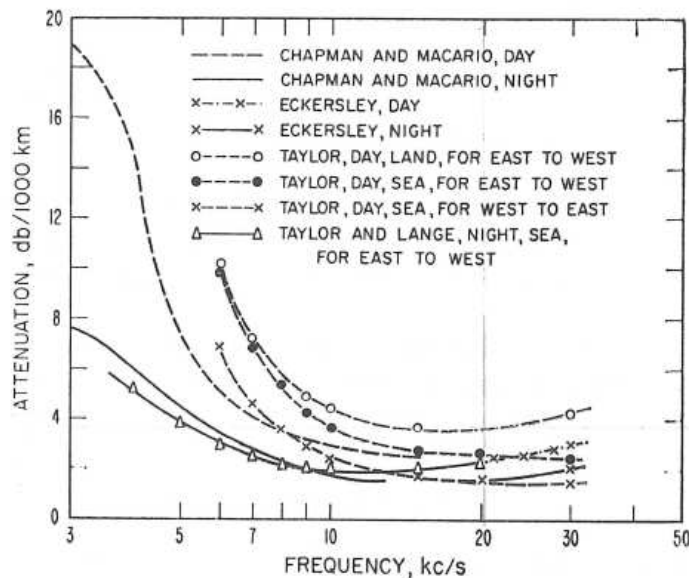 20
16
12
8
4
0
ATTENUATION, db/1000 km
CHAPMAN AND MACARIO, DAY
CHAPMAN AND MACARIO, NIGHT
ECKERSLEY, DAY
ECKERSLEY, NIGHT
TAYLOR, DAY, LAND, FOR EAST TO WEST
TAYLOR, DAY, SEA, FOR EAST TO WEST
TAYLOR, DAY, SEA, FOR WEST TO EAST
TAYLOR AND LANGE, NIGHT, SEA,
FOR EAST TO WEST
3 5 7 10 20 30 50
FREQUENCY, kc/s